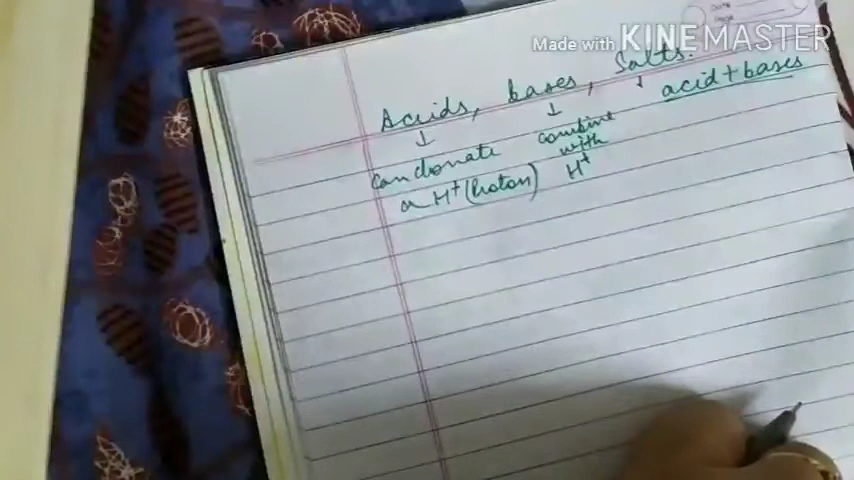 Made with KINEMASTER
Acids, bases, Salts.
↓ ↓ ↓ acid + bases
can donate combine
a H⁺ (proton) with
H⁺